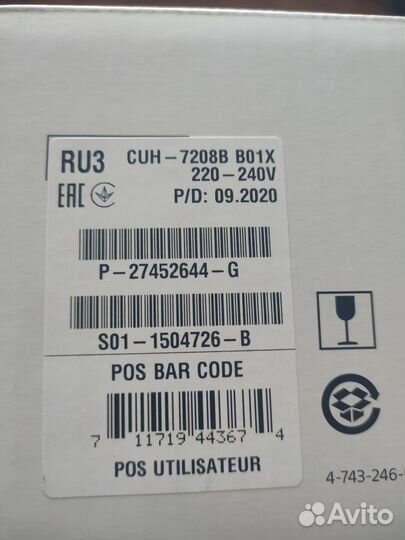 RU3 CUH-7208B B01X
220-240V
EAC P/D: 09.2020
P-27452644-G
S01-1504726-B
POS BAR CODE
7 11719 44367 4
POS UTILISATEUR
4-743-246-
Avito